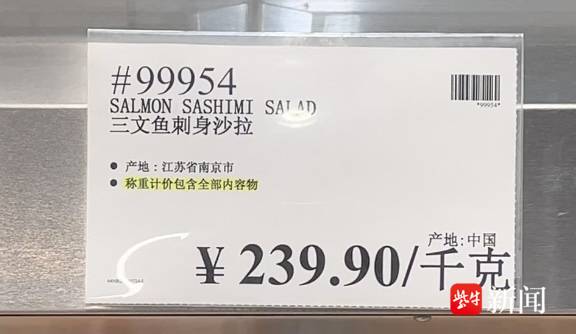 #99954
*99954*
SALMON SASHIMI SALAD
三文鱼刺身沙拉
● 产地：江苏省南京市
● 称重计价包含全部内容物
产地:中国
¥ 239.90/千克
紫牛新闻